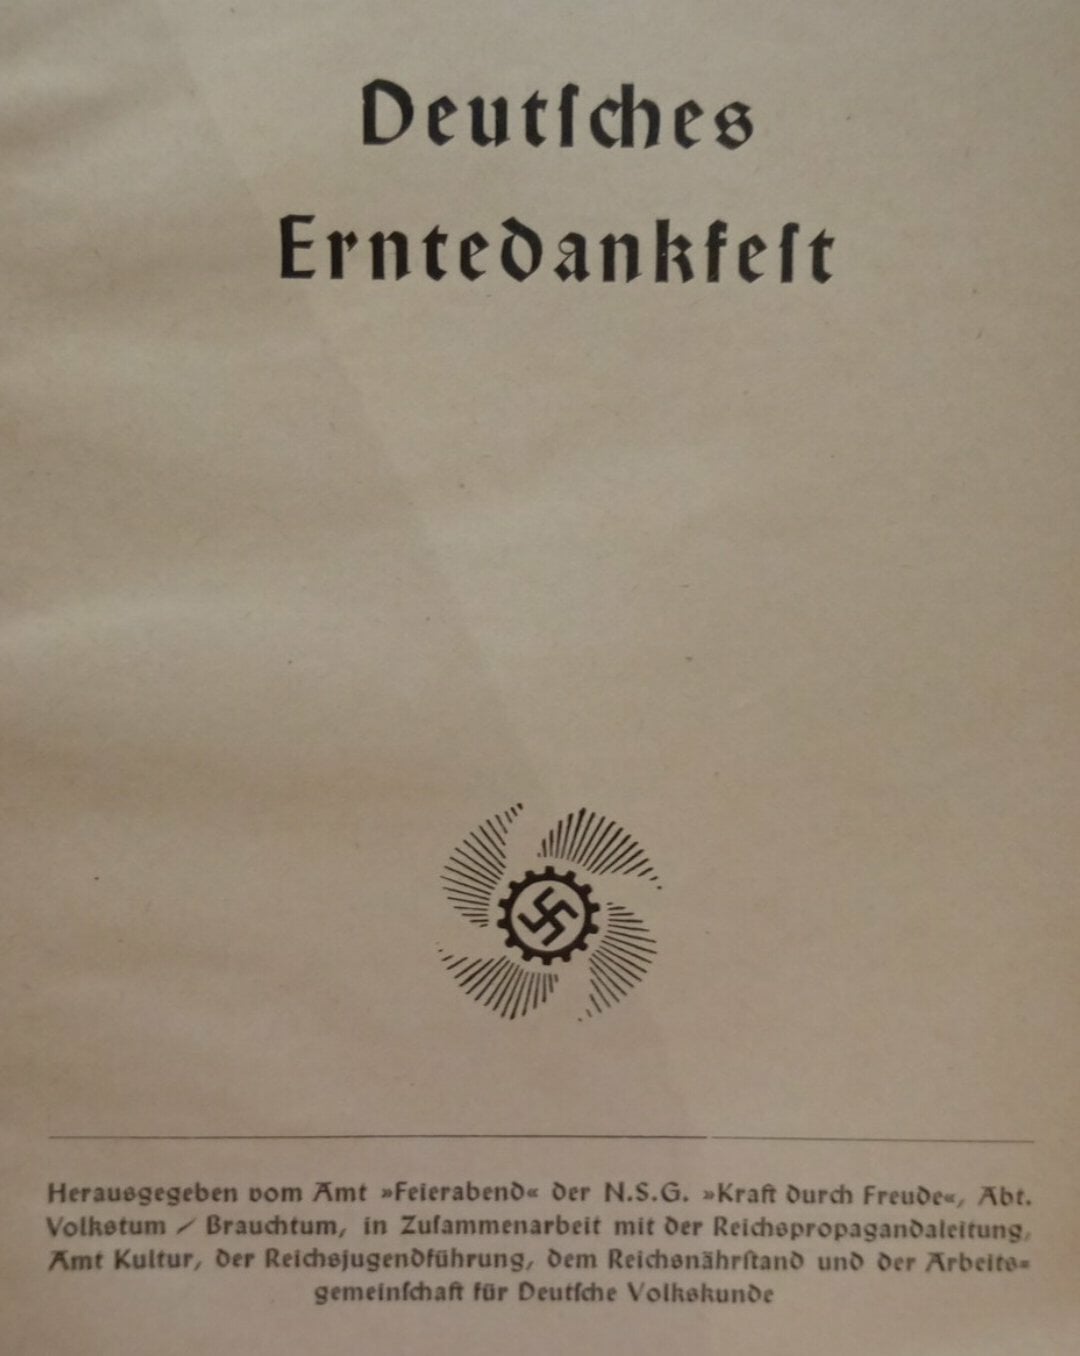 Deutſches
Erntedankfeſt
Herausgegeben vom Amt »Feierabend« der N.S.G. »Kraft durch Freude«, Abt.
Volkstum / Brauchtum, in Zuſammenarbeit mit der Reichspropagandaleitung,
Amt Kultur, der Reichsjugendführung, dem Reichsnährſtand und der Arbeits=
gemeinſchaft für Deutſche Volkskunde